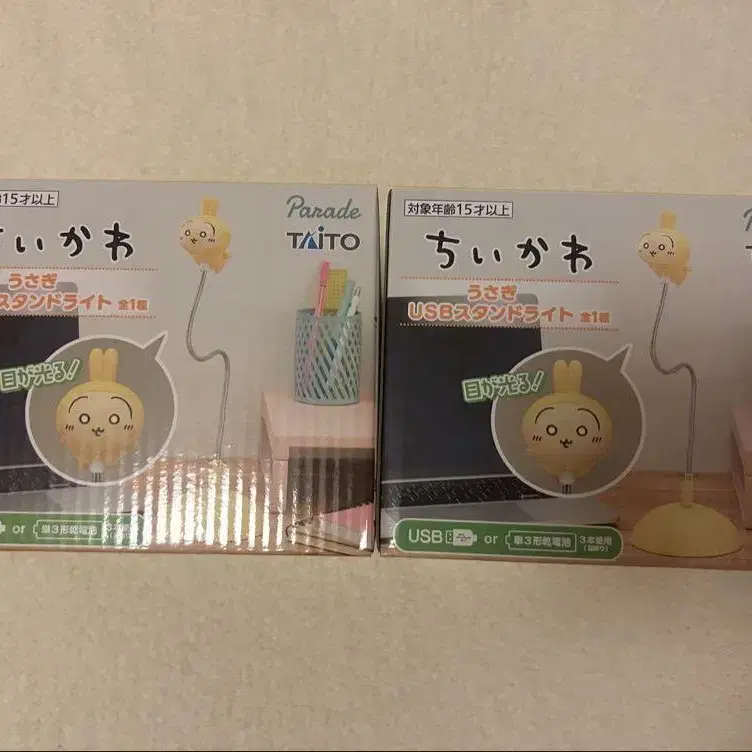 齢15才以上
Parade
TAITO
ちいかわ
うさぎ
スタンドライト 全1種
目が光る!
or 単3形乾電池
対象年齢15才以上
ちいかわ
うさぎ
USBスタンドライト 全1種
目が光る!
USB or 単3形乾電池 3本使用
(別売り)